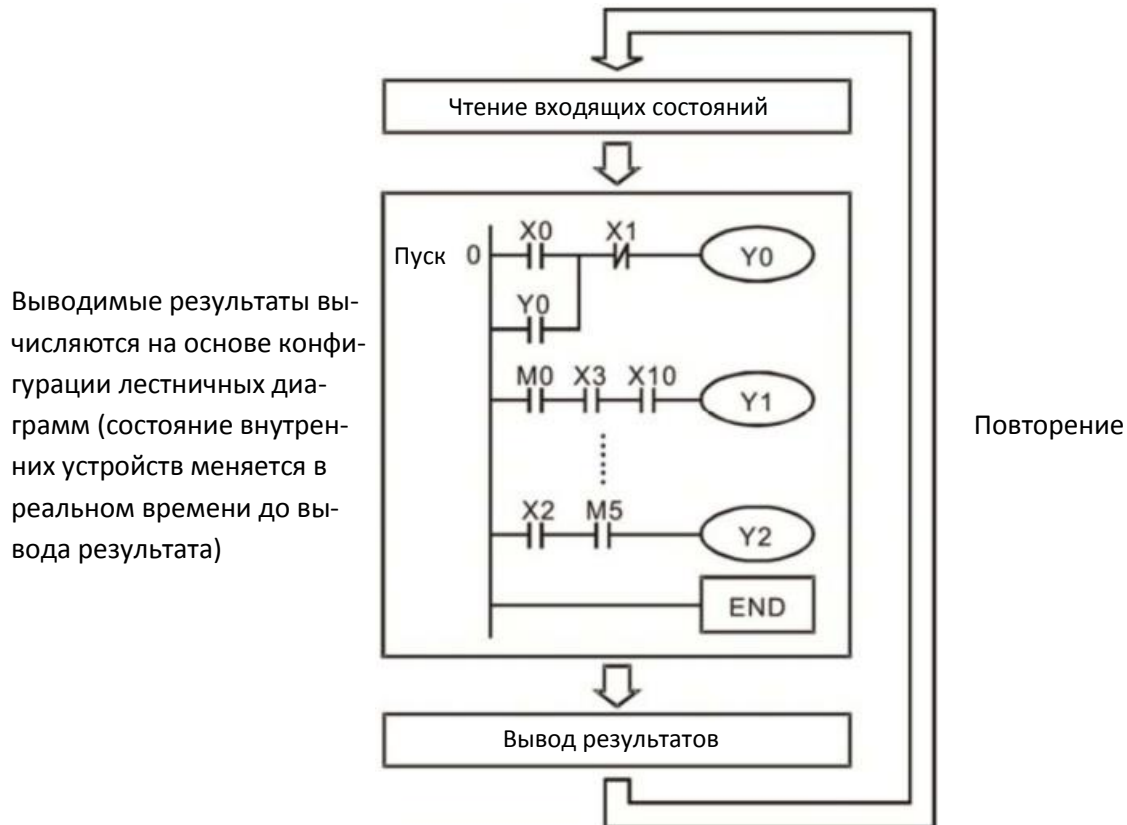 Чтение входящих состояний
X0 X1
Пуск 0 Y0
Y0
M0 X3 X10
Y1
X2 M5
Y2
END
Выводимые результаты вы-
числяются на основе конфи-
гурации лестничных диа-
грамм (состояние внутрен-
них устройств меняется в
реальном времени до вы-
вода результата)
Повторение
Вывод результатов